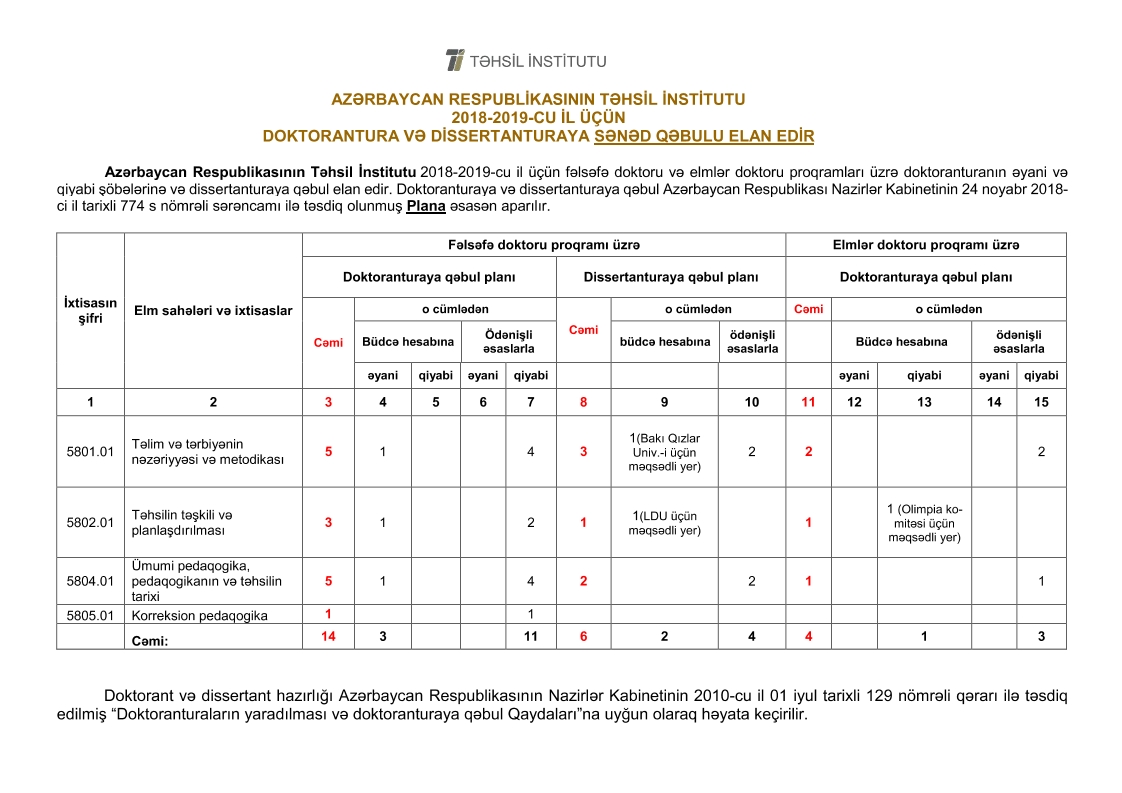 TƏHSİL İNSTİTUTU
AZƏRBAYCAN RESPUBLİKASININ TƏHSİL İNSTİTUTU
2018-2019-CU İL ÜÇÜN
DOKTORANTURA VƏ DİSSERTANTURAYA SƏNƏD QƏBULU ELAN EDİR
Azərbaycan Respublikasının Təhsil İnstitutu 2018-2019-cu il üçün fəlsəfə doktoru və elmlər doktoru proqramları üzrə doktoranturanın əyani və
qiyabi şöbələrinə və dissertanturaya qəbul elan edir. Doktoranturaya və dissertanturaya qəbul Azərbaycan Respublikası Nazirlər Kabinetinin 24 noyabr 2018-
ci il tarixli 774 s nömrəli sərəncamı ilə təsdiq olunmuş Plana əsasən aparılır.
Fəlsəfə doktoru proqramı üzrə Elmlər doktoru proqramı üzrə
Doktoranturaya qəbul planı Dissertanturaya qəbul planı Doktoranturaya qəbul planı
İxtisasın
şifri
Elm sahələri və ixtisaslar
Cəmi
o cümlədən
Cəmi
o cümlədən
Cəmi
o cümlədən
Büdcə hesabına
Ödənişli
əsaslarla
büdcə hesabına
ödənişli
əsaslarla
Büdcə hesabına
ödənişli
əsaslarla
əyani qiyabi əyani qiyabi əyani qiyabi əyani qiyabi
1 2 3 4 5 6 7 8 9 10 11 12 13 14 15
5801.01
Təlim və tərbiyənin
nəzəriyyəsi və metodikası
5 1 4 3
1(Bakı Qızlar
Univ.-i üçün
məqsədli yer)
2 2 2
5802.01
Təhsilin təşkili və
planlaşdırılması
3 1 2 1
1(LDU üçün
məqsədli yer)
1
1 (Olimpia ko-
mitəsi üçün
məqsədli yer)
5804.01
Ümumi pedaqogika,
pedaqogikanın və təhsilin
tarixi
5 1 4 2 2 1 1
5805.01 Korreksion pedaqogika 1 1
Cəmi: 14 3 11 6 2 4 4 1 3
Doktorant və dissertant hazırlığı Azərbaycan Respublikasının Nazirlər Kabinetinin 2010-cu il 01 iyul tarixli 129 nömrəli qərarı ilə təsdiq
edilmiş “Doktoranturaların yaradılması və doktoranturaya qəbul Qaydaları”na uyğun olaraq həyata keçirilir.